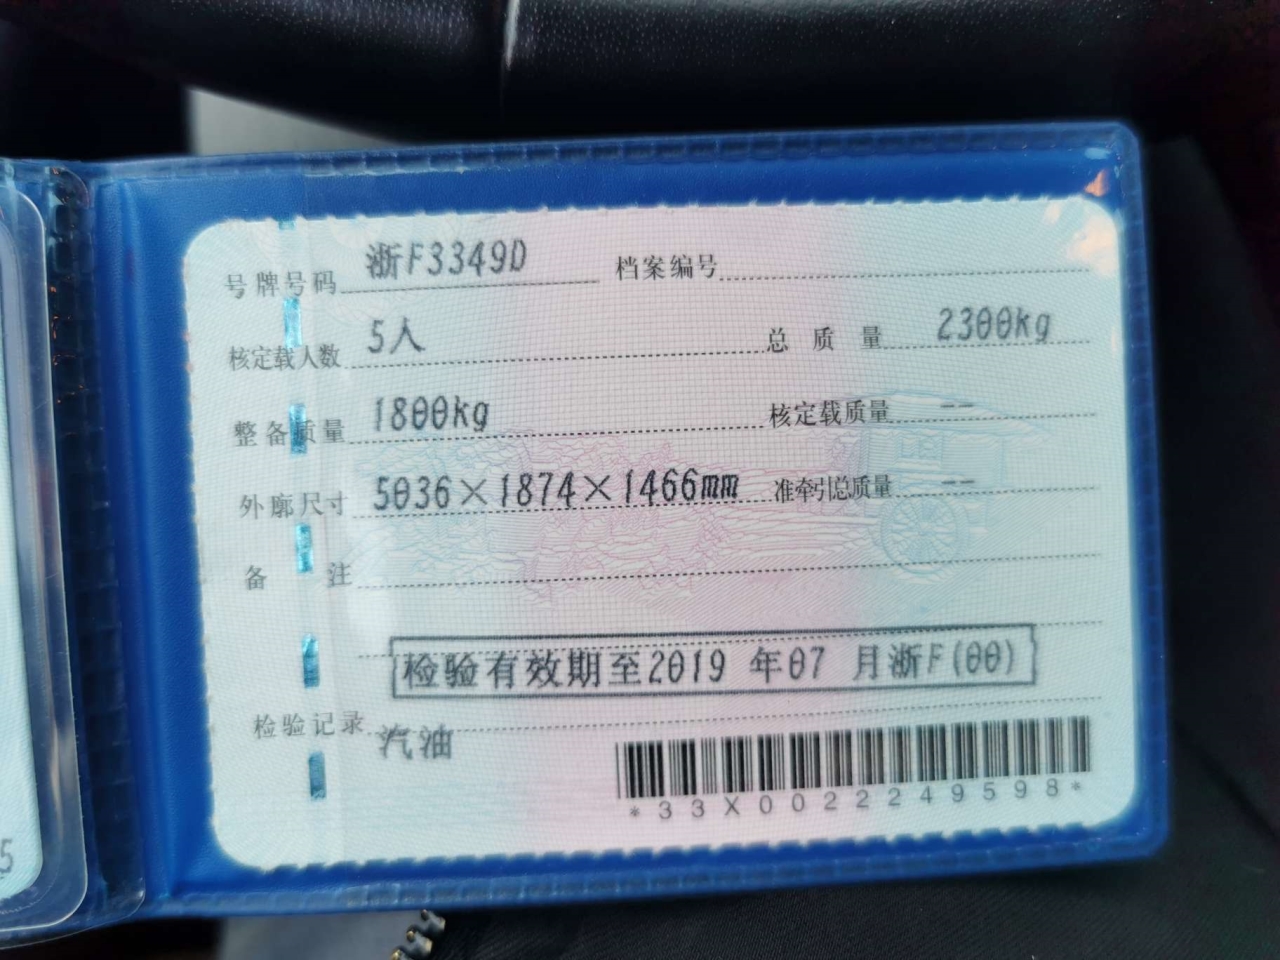 号牌号码 浙F3349D 档案编号
核定载人数 5人 总质量 2300kg
整备质量 1800kg 核定载质量 --
外廓尺寸 5036×1874×1466mm 准牵引总质量 --
备注
检验有效期至2019 年07 月浙F(00)
检验记录 汽油
*33X0022249598*
5